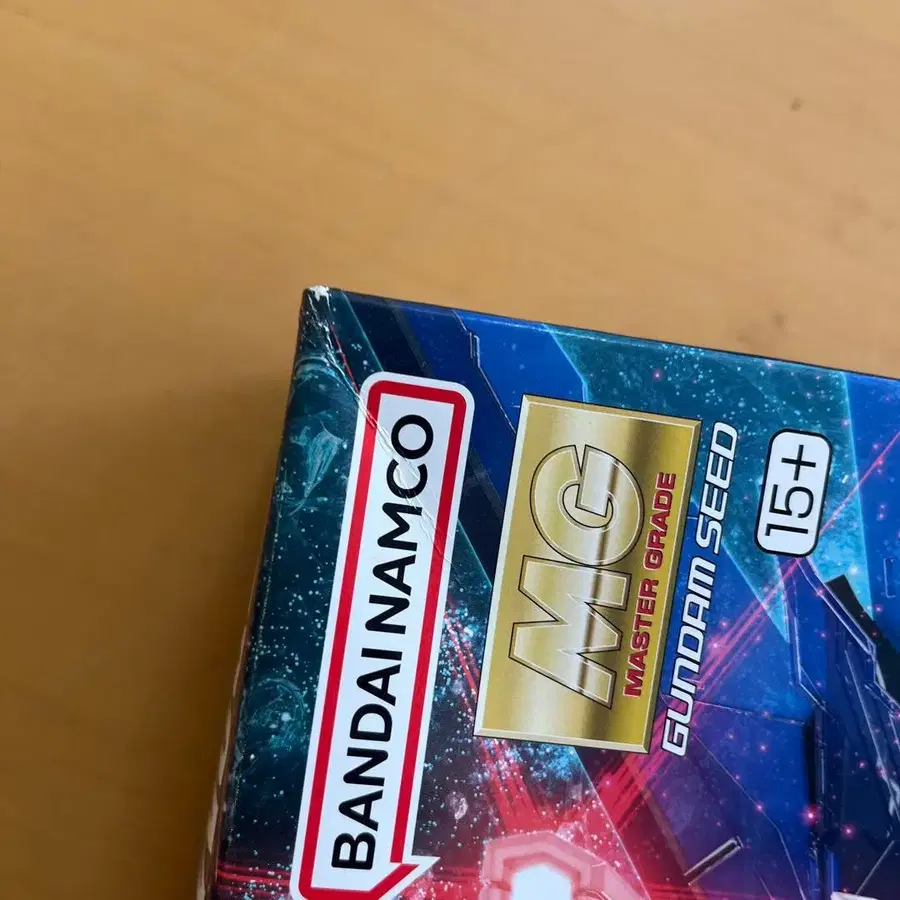 BANDAI NAMCO
MG
MASTER GRADE
GUNDAM SEED
15+